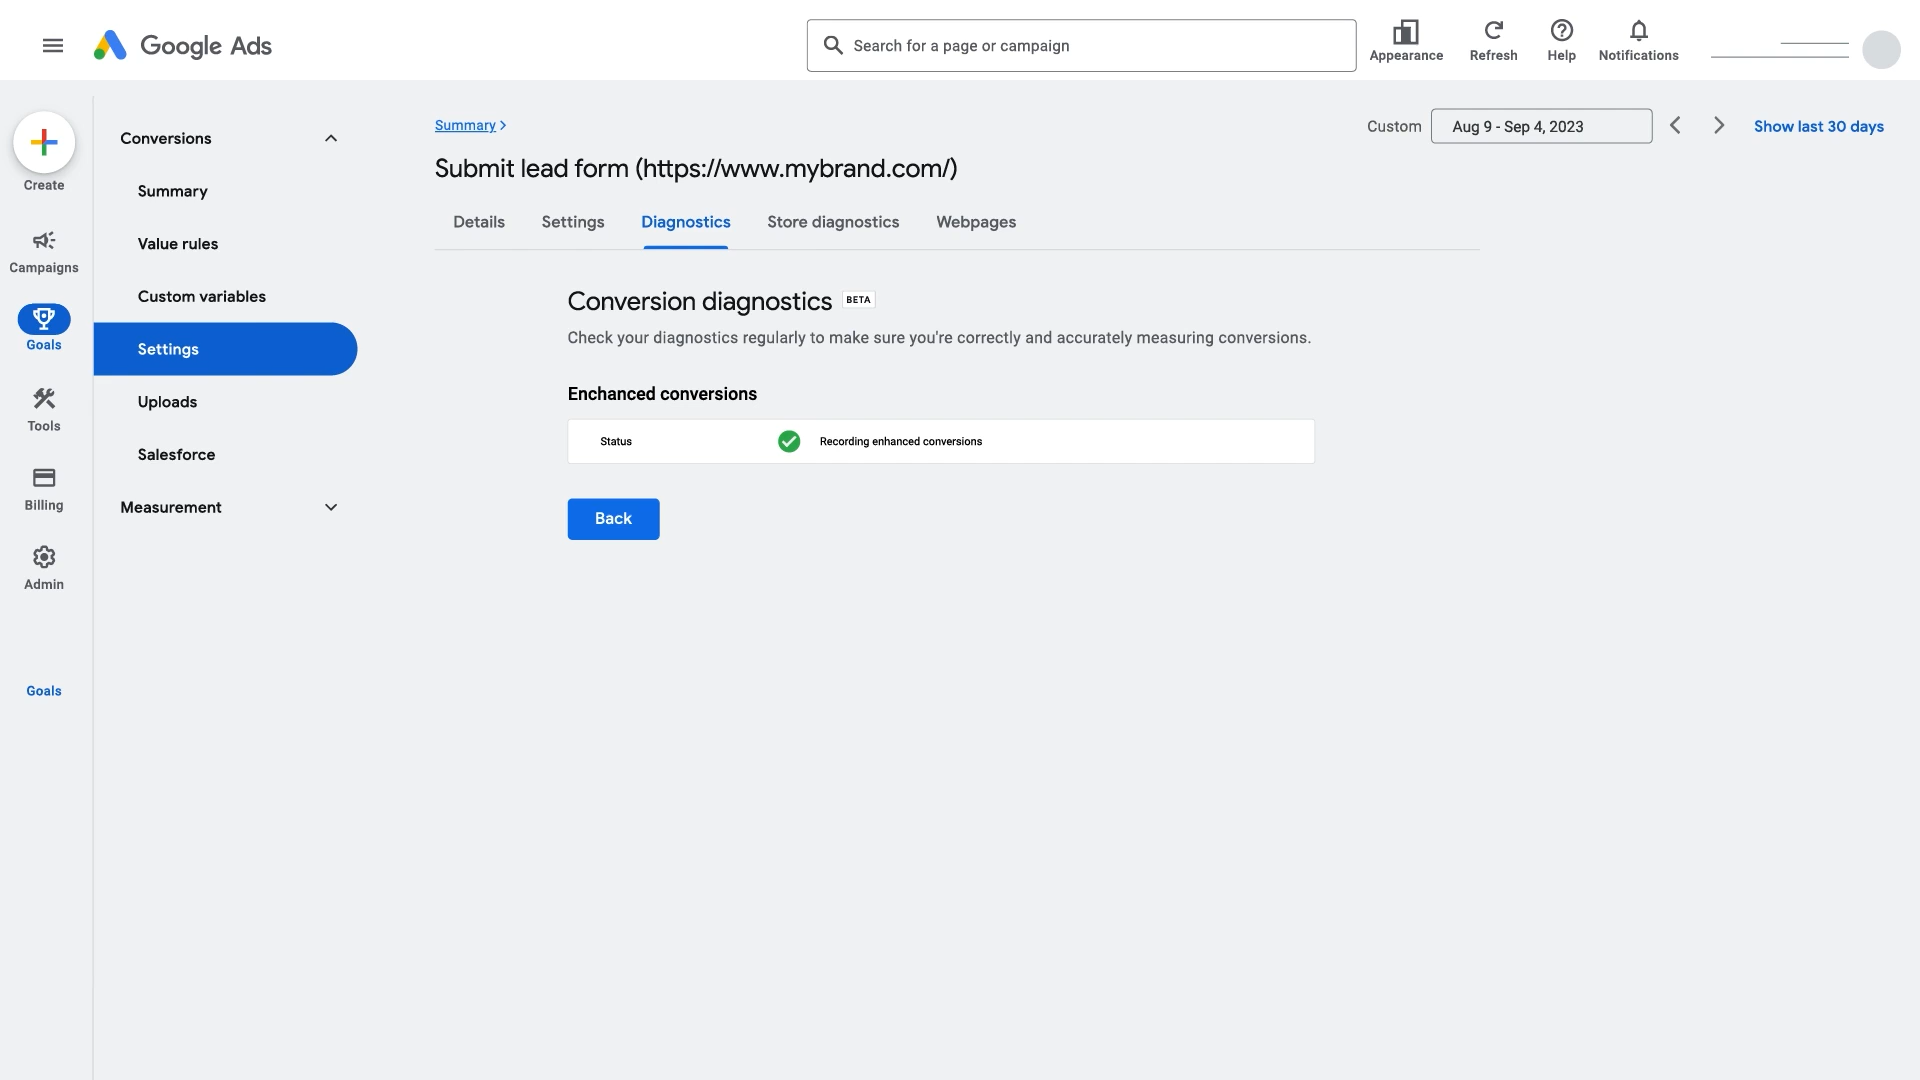 Google Ads
Search for a page or campaign
Appearance
Refresh
Help
Notifications
Create
Campaigns
Goals
Tools
Billing
Admin
Goals
Conversions
Summary
Value rules
Custom variables
Settings
Uploads
Salesforce
Measurement
Summary >
Custom
Aug 9 - Sep 4, 2023
Show last 30 days
Submit lead form (https://www.mybrand.com/)
Details Settings Diagnostics Store diagnostics Webpages
Conversion diagnostics BETA
Check your diagnostics regularly to make sure you're correctly and accurately measuring conversions.
Enchanced conversions
Status Recording enhanced conversions
Back